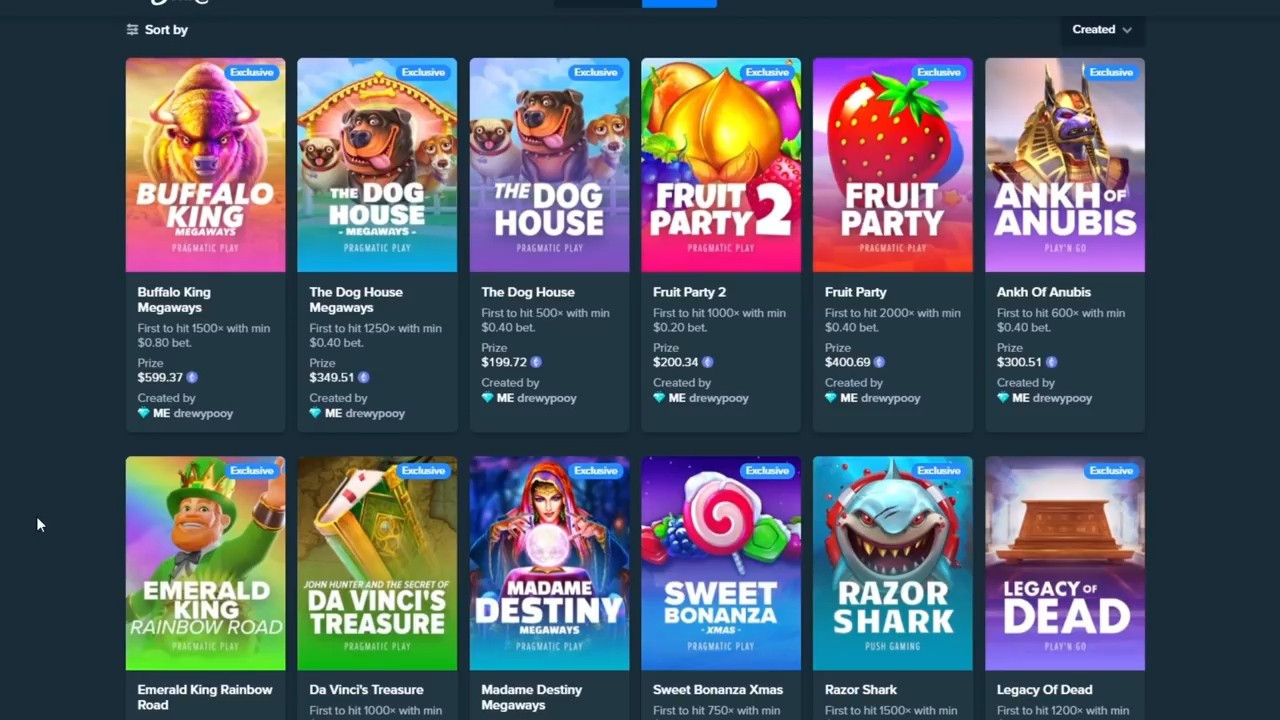 Sort by
Created
Exclusive
Exclusive
Exclusive
Exclusive
Exclusive
Exclusive
BUFFALO
KING
MEGAWAYS
PRAGMATIC PLAY
THE DOG
HOUSE
- MEGAWAYS -
PRAGMATIC PLAY
THE DOG
HOUSE
PRAGMATIC PLAY
FRUIT
PARTY 2
PRAGMATIC PLAY
FRUIT
PARTY
PRAGMATIC PLAY
ANKH OF
ANUBIS
PLAY'N GO
Buffalo King
Megaways
First to hit 1500× with min
$0.80 bet.
Prize
$599.37
Created by
ME drewypooy
The Dog House
Megaways
First to hit 1250× with min
$0.40 bet.
Prize
$349.51
Created by
ME drewypooy
The Dog House
First to hit 500× with min
$0.40 bet.
Prize
$199.72
Created by
ME drewypooy
Fruit Party 2
First to hit 1000× with min
$0.20 bet.
Prize
$200.34
Created by
ME drewypooy
Fruit Party
First to hit 2000× with min
$0.40 bet.
Prize
$400.69
Created by
ME drewypooy
Ankh Of Anubis
First to hit 600× with min
$0.40 bet.
Prize
$300.51
Created by
ME drewypooy
Exclusive
Exclusive
Exclusive
Exclusive
Exclusive
Exclusive
EMERALD
KING
RAINBOW ROAD
PRAGMATIC PLAY
JOHN HUNTER AND THE SECRET OF
DA VINCI'S
TREASURE
PRAGMATIC PLAY
MADAME
DESTINY
MEGAWAYS
PRAGMATIC PLAY
SWEET
BONANZA
- XMAS -
PRAGMATIC PLAY
RAZOR
SHARK
PUSH GAMING
LEGACY OF
DEAD
PLAY'N GO
Emerald King Rainbow
Road
Da Vinci's Treasure
First to hit 1000× with min
Madame Destiny
Megaways
Sweet Bonanza Xmas
First to hit 750× with min
Razor Shark
First to hit 1500× with min
Legacy Of Dead
First to hit 1200× with min